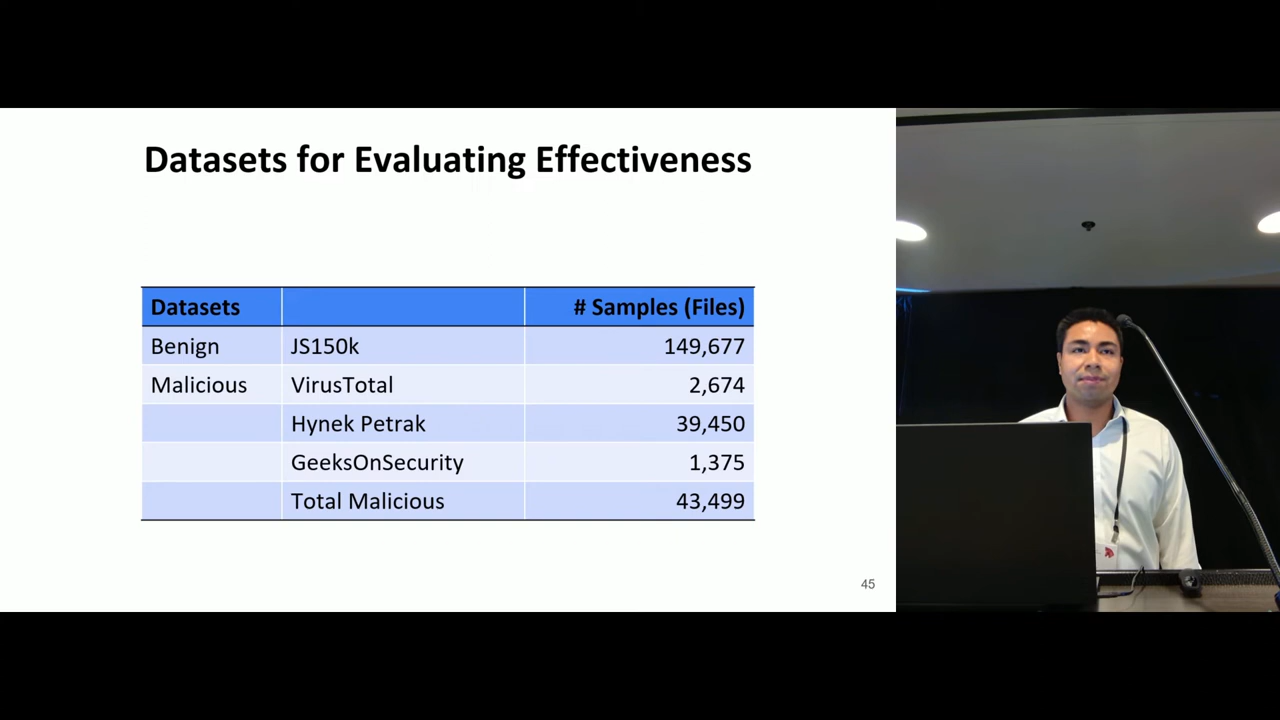 Datasets for Evaluating Effectiveness
Datasets # Samples (Files)
Benign JS150k 149,677
Malicious VirusTotal 2,674
Hynek Petrak 39,450
GeeksOnSecurity 1,375
Total Malicious 43,499
45